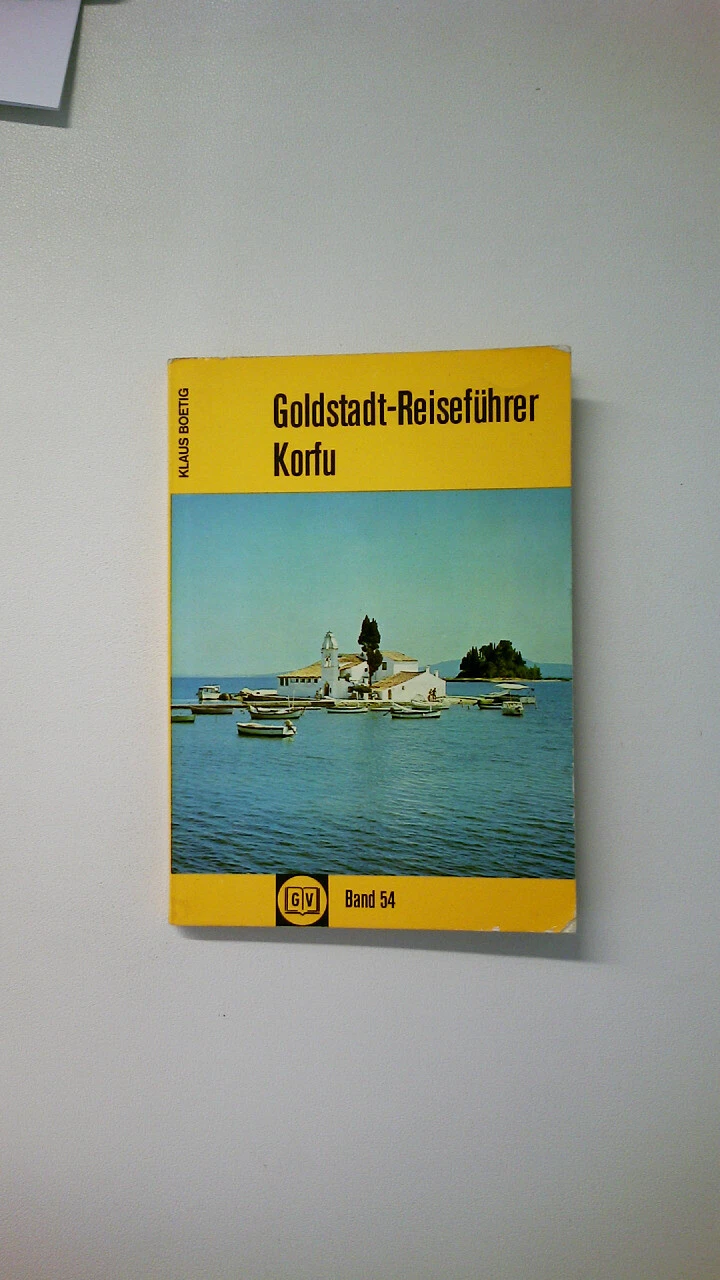 KLAUS BOETIG
Goldstadt-Reiseführer
Korfu
GV
Band 54